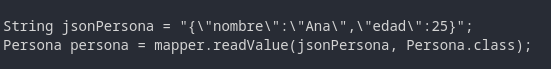 String jsonPersona = "{\"nombre\":\"Ana\",\"edad\":25}";
Persona persona = mapper.readValue(jsonPersona, Persona.class);